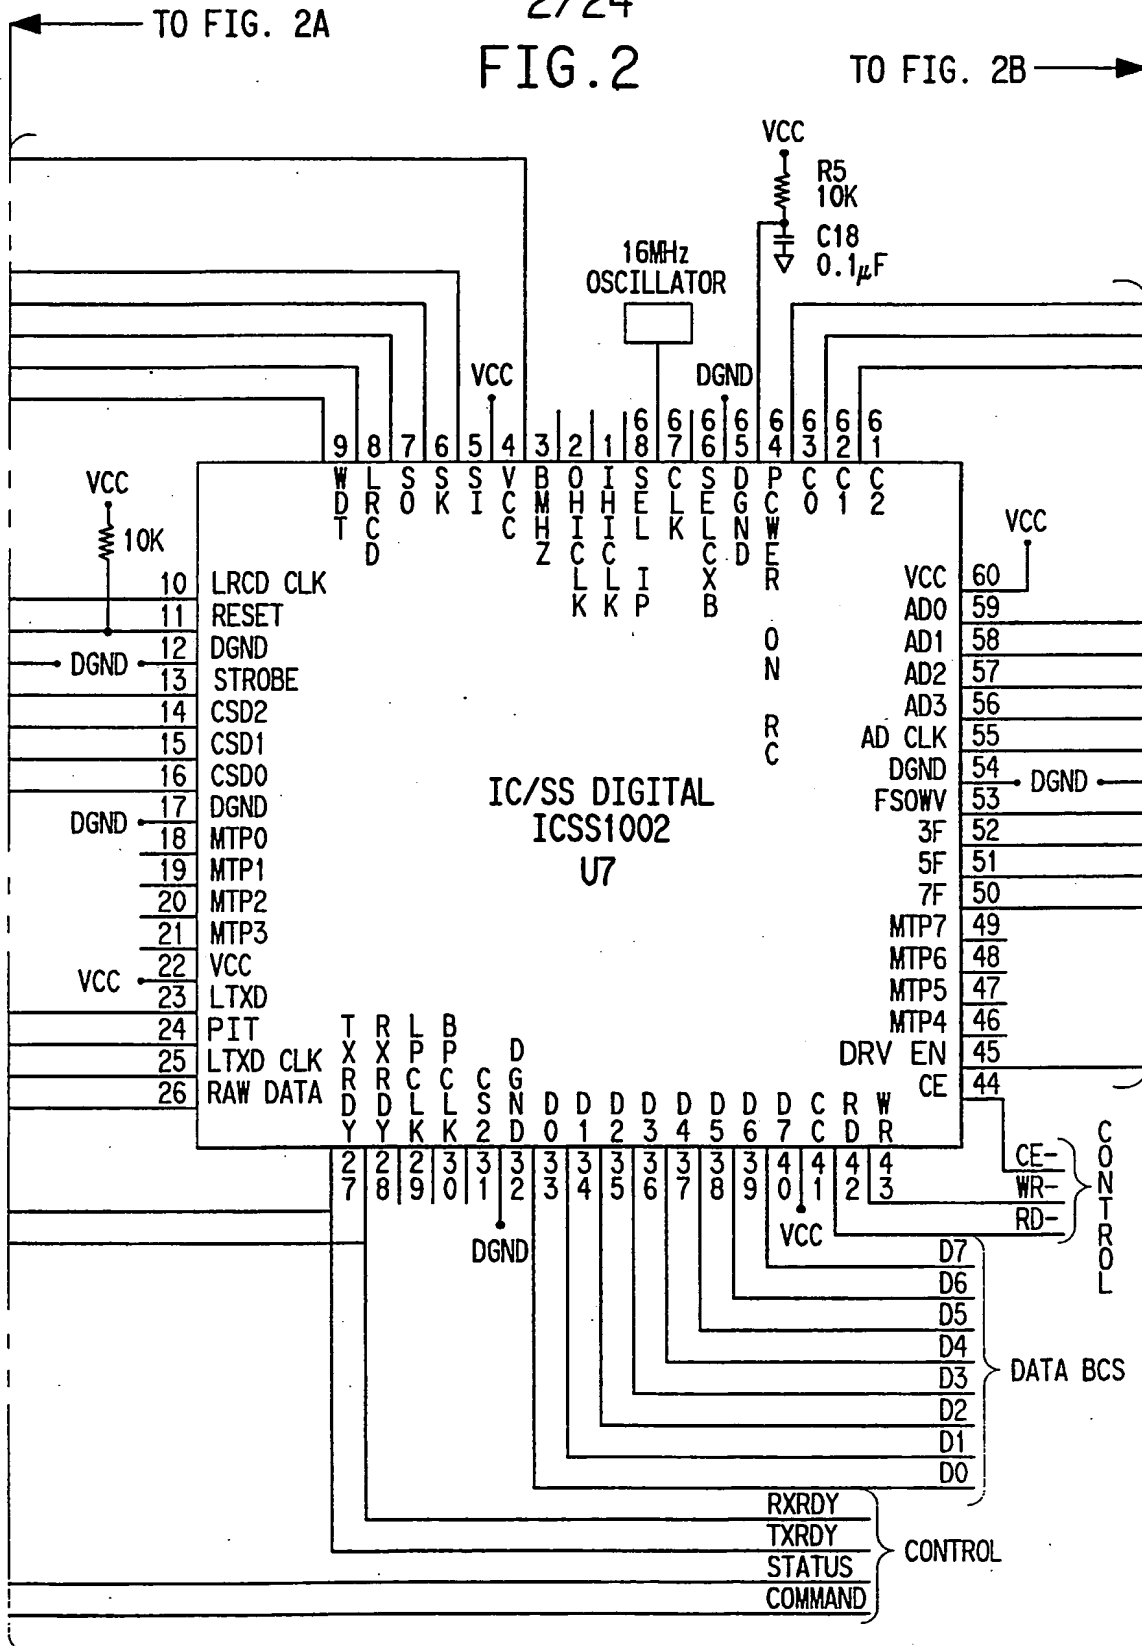 2/24
TO FIG. 2A
FIG.2
TO FIG. 2B
VCC
R5
10K
C18
0.1μF
16MHz
OSCILLATOR
VCC
DGND
9 8 7 6 5 4 3 2 1 68 67 66 65 64 63 62 61
WDT
LRCD
SO
SK
SI
VCC
BMHZ
OHICLK
IHICLK
SEL IP
CLK
SELCXB
DGND
PCWER ON RC
C0
C1
C2
VCC
10K
10 LRCD CLK
11 RESET
DGND 12 DGND
13 STROBE
14 CSD2
15 CSD1
16 CSD0
DGND 17 DGND
18 MTP0
19 MTP1
20 MTP2
21 MTP3
VCC 22 VCC
23 LTXD
24 PIT
25 LTXD CLK
26 RAW DATA
IC/SS DIGITAL
ICSS1002
U7
VCC
VCC 60
AD0 59
AD1 58
AD2 57
AD3 56
AD CLK 55
DGND 54 DGND
FSOWV 53
3F 52
5F 51
7F 50
MTP7 49
MTP6 48
MTP5 47
MTP4 46
DRV EN 45
CE 44
TXRDY
RXRDY
LPCLK
BPCLK
CS2
DGND
D0
D1
D2
D3
D4
D5
D6
D7
CC
RD
WR
27 28 29 30 31 32 33 34 35 36 37 38 39 40 41 42 43
DGND
VCC
CE-
WR-
RD-
CONTROL
D7
D6
D5
D4
D3
D2
D1
D0
DATA BCS
RXRDY
TXRDY
STATUS
COMMAND
CONTROL